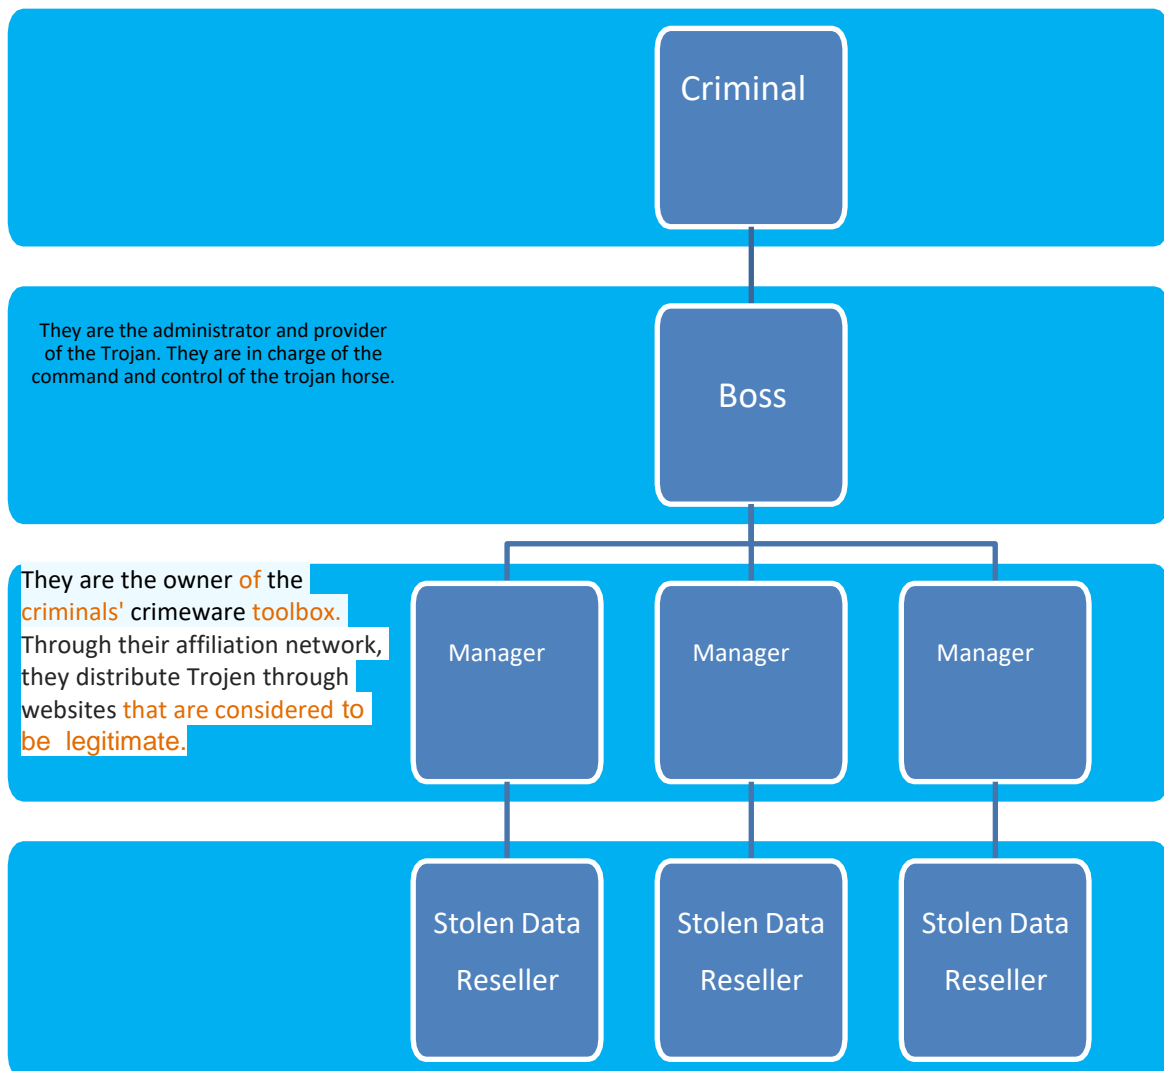 Criminal
They are the administrator and provider
of the Trojan. They are in charge of the
command and control of the trojan horse.
Boss
They are the owner of the
criminals' crimeware toolbox.
Through their affiliation network,
they distribute Trojen through
websites that are considered to
be legitimate.
Manager
Manager
Manager
Stolen Data
Reseller
Stolen Data
Reseller
Stolen Data
Reseller